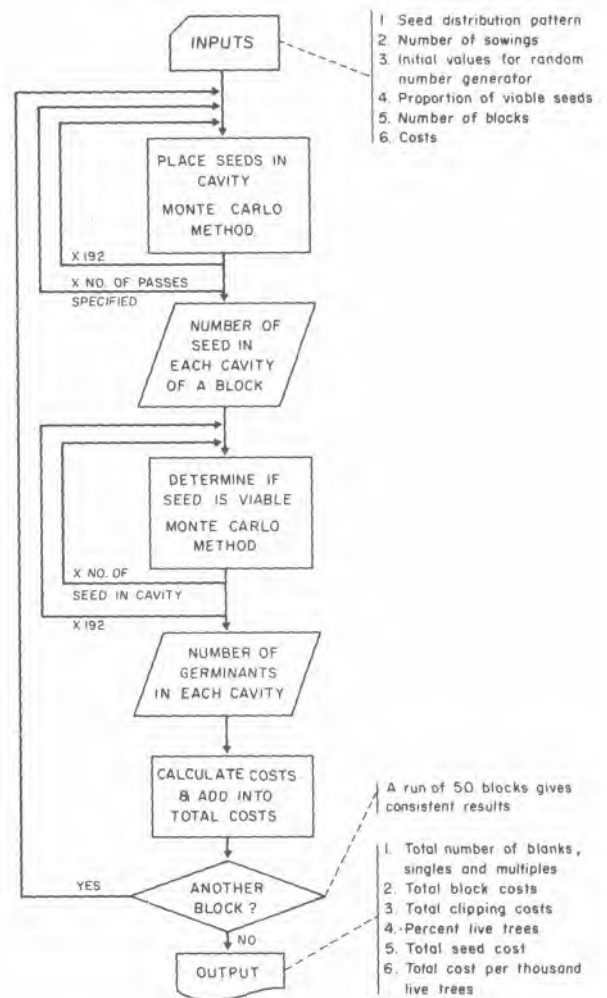 INPUTS
1. Seed distribution pattern
2. Number of sowings
3. Initial values for random
number generator
4. Proportion of viable seeds
5. Number of blocks
6. Costs
PLACE SEEDS IN
CAVITY
MONTE CARLO
METHOD
X 192
X NO. OF PASSES
SPECIFIED
NUMBER OF
SEED IN
EACH CAVITY
OF A BLOCK
DETERMINE IF
SEED IS VIABLE
MONTE CARLO
METHOD
X NO. OF
SEED IN CAVITY
X 192
NUMBER OF
GERMINANTS
IN EACH CAVITY
CALCULATE COSTS
& ADD INTO
TOTAL COSTS
A run of 50 blocks gives
consistent results
YES
ANOTHER
BLOCK?
NO
OUTPUT
1. Total number of blanks,
singles and multiples
2. Total block costs
3. Total clipping costs
4. Percent live trees
5. Total seed cost
6. Total cost per thousand
live trees